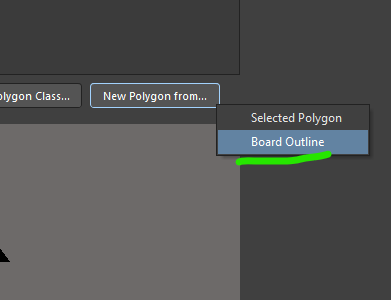 olygon Class...
New Polygon from...
Selected Polygon
Board Outline